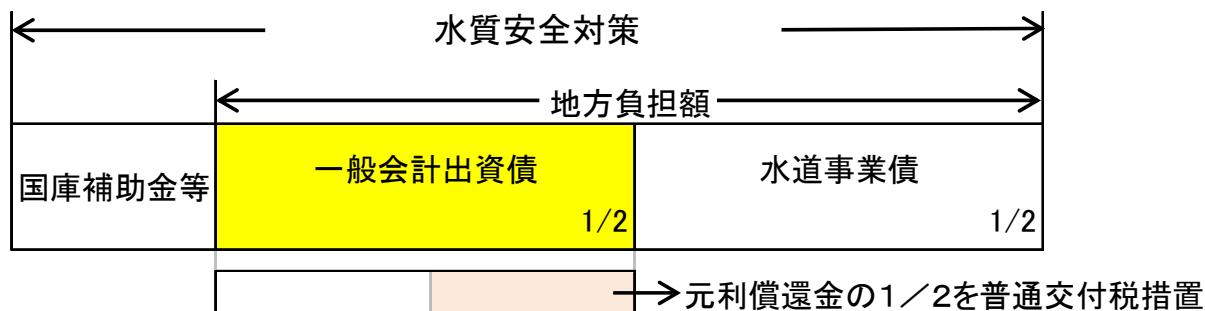 水質安全対策
地方負担額
国庫補助金等
一般会計出資債
1/2
水道事業債
1/2
元利償還金の1／2を普通交付税措置